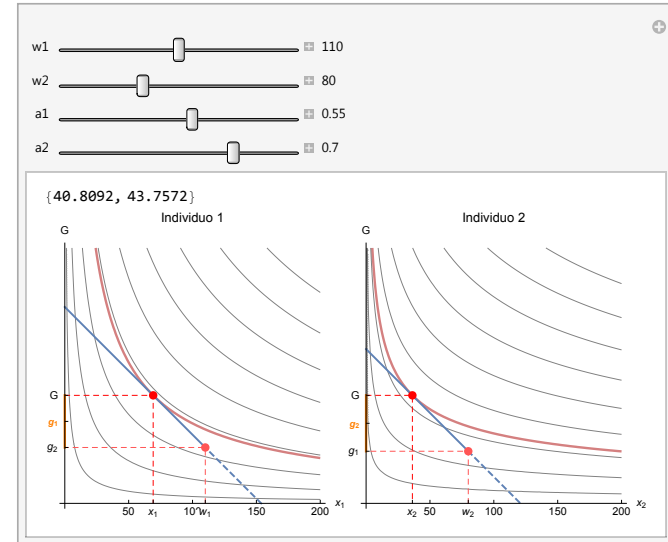 w1 110
w2 80
a1 0.55
a2 0.7
{40.8092, 43.7572}
Individuo 1
G
G
g₁
g₂
50 x₁ 100 w₁ 150 200 x₁
Individuo 2
G
G
g₂
g₁
x₂ 50 w₂ 100 150 200 x₂